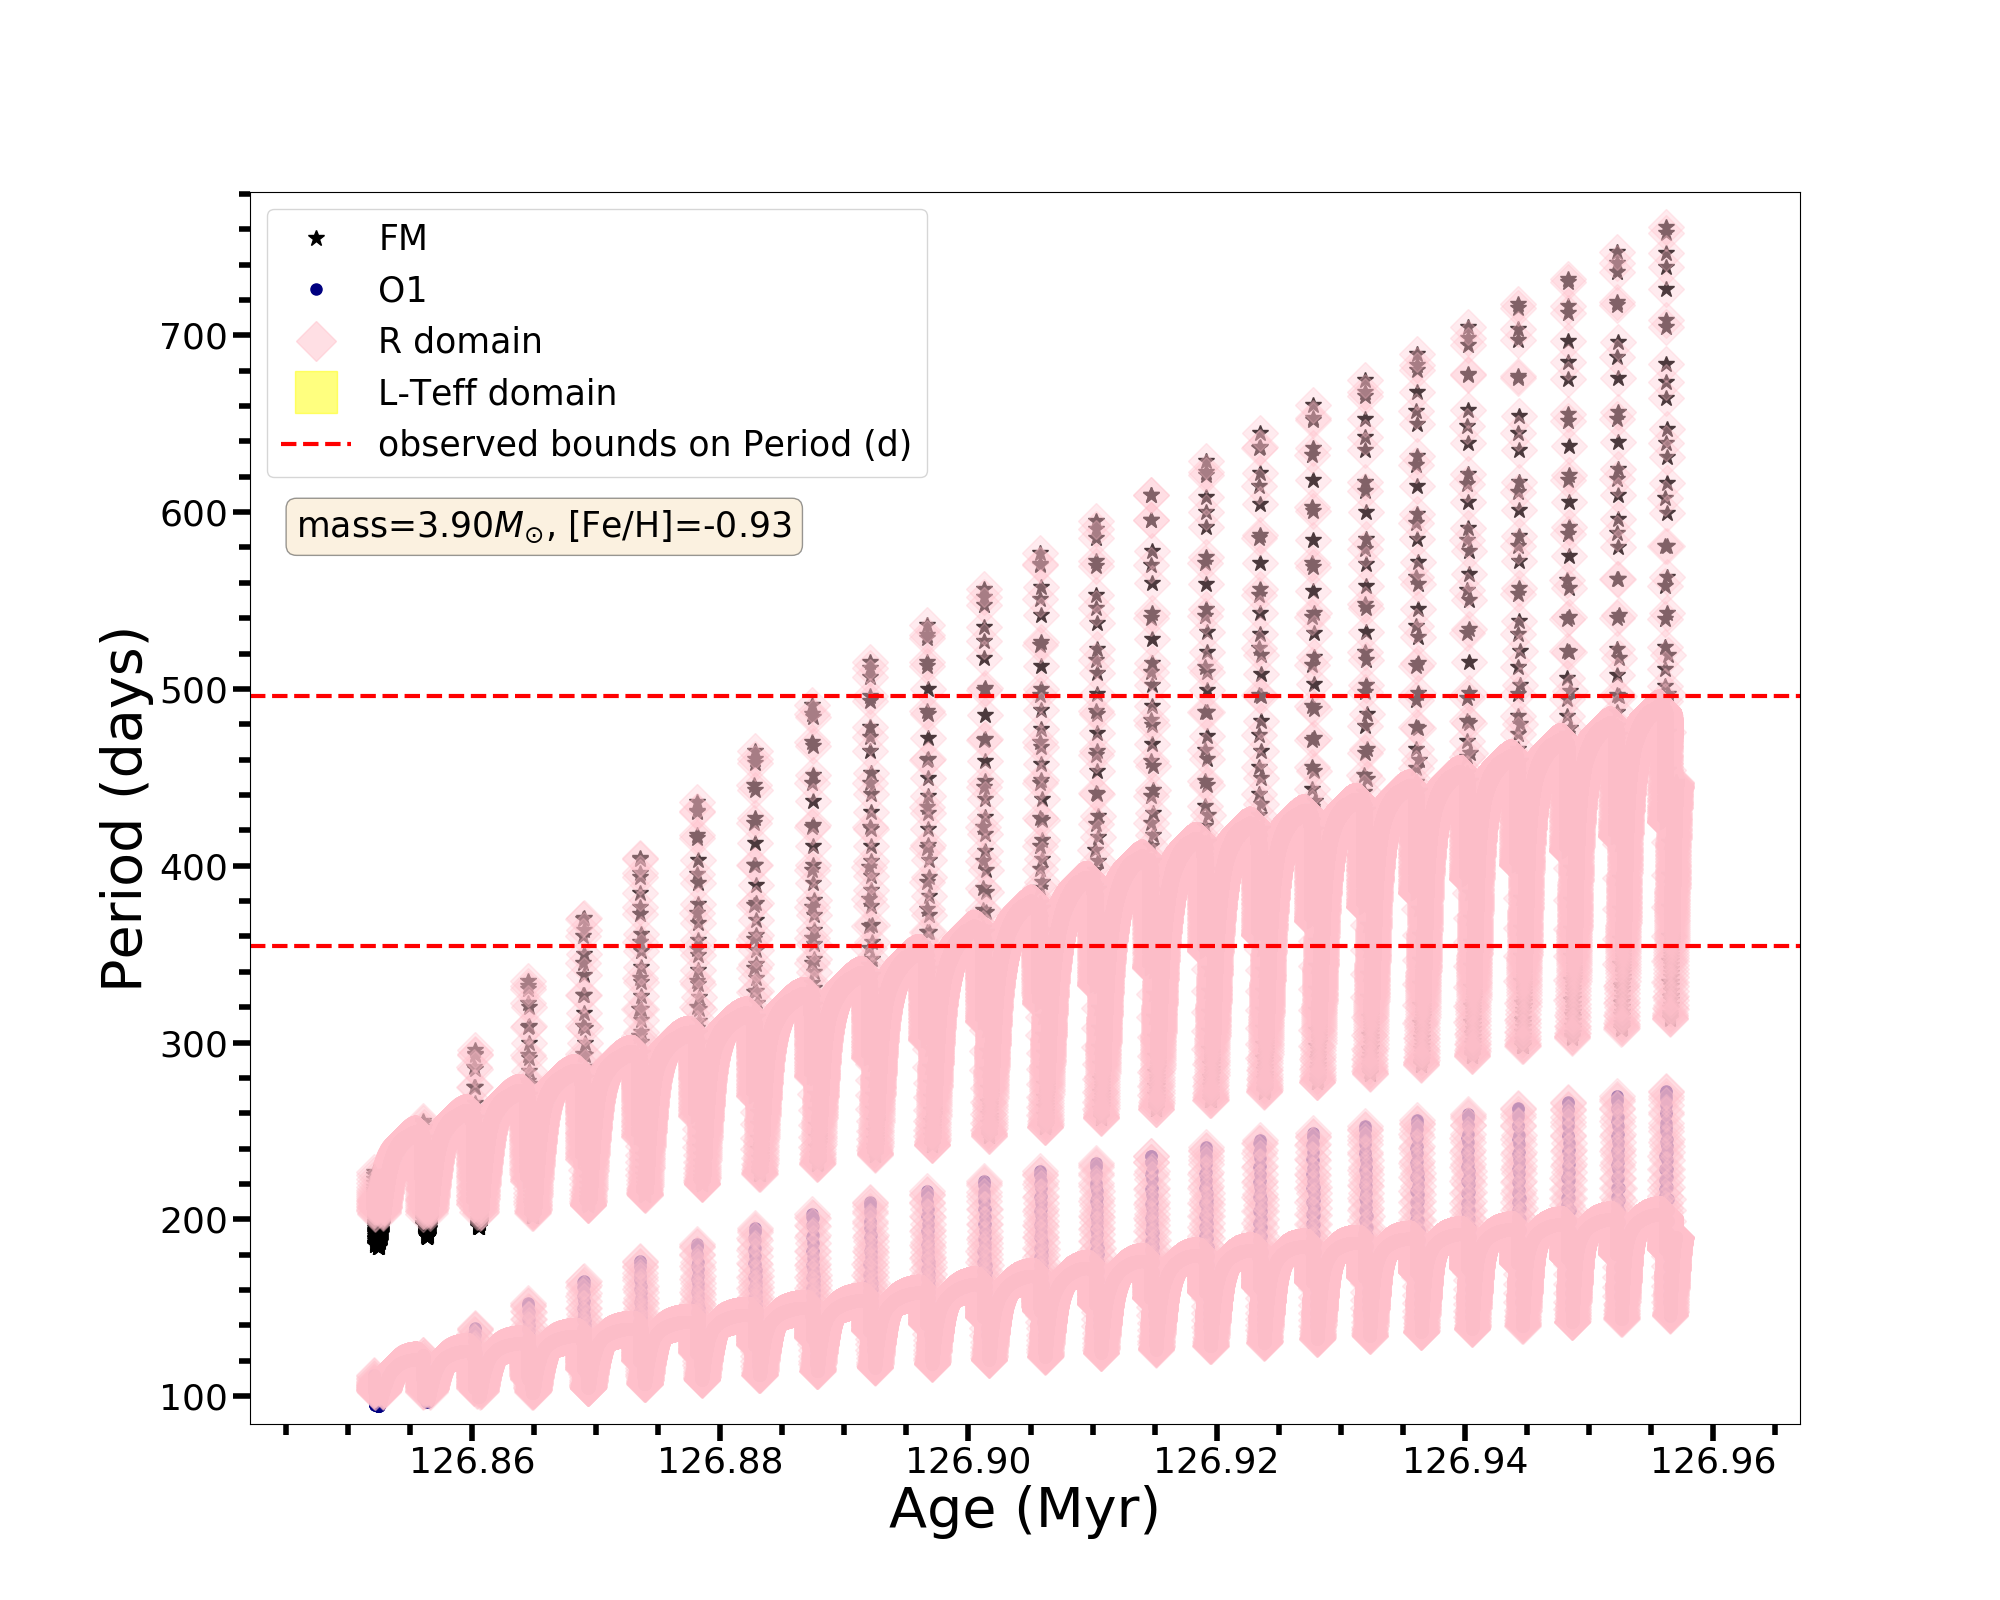 FM
O1
R domain
L-Teff domain
observed bounds on Period (d)
mass=3.90M⊙, [Fe/H]=-0.93
700
600
500
400
300
200
100
Period (days)
126.86 126.88 126.90 126.92 126.94 126.96
Age (Myr)